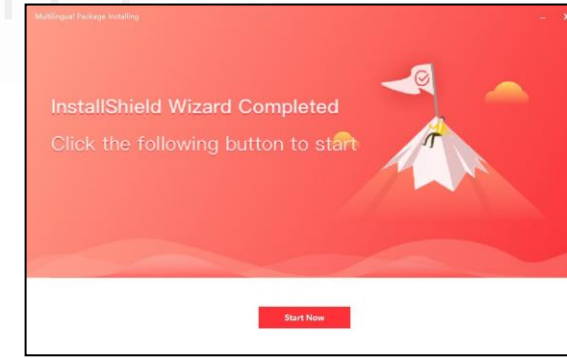 Multilingual Package Installing
InstallShield Wizard Completed
Click the following button to start
Start Now